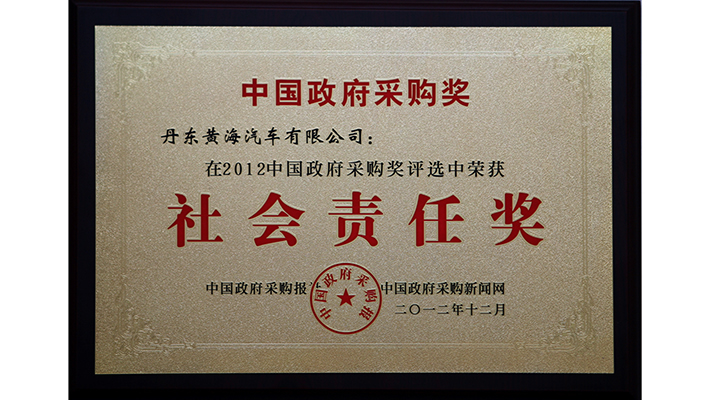 中国政府采购奖
丹东黄海汽车有限公司：
在2012中国政府采购奖评选中荣获
社会责任奖
中国政府采购报 中国政府采购新闻网
中国政府采购报
二〇一二年十二月